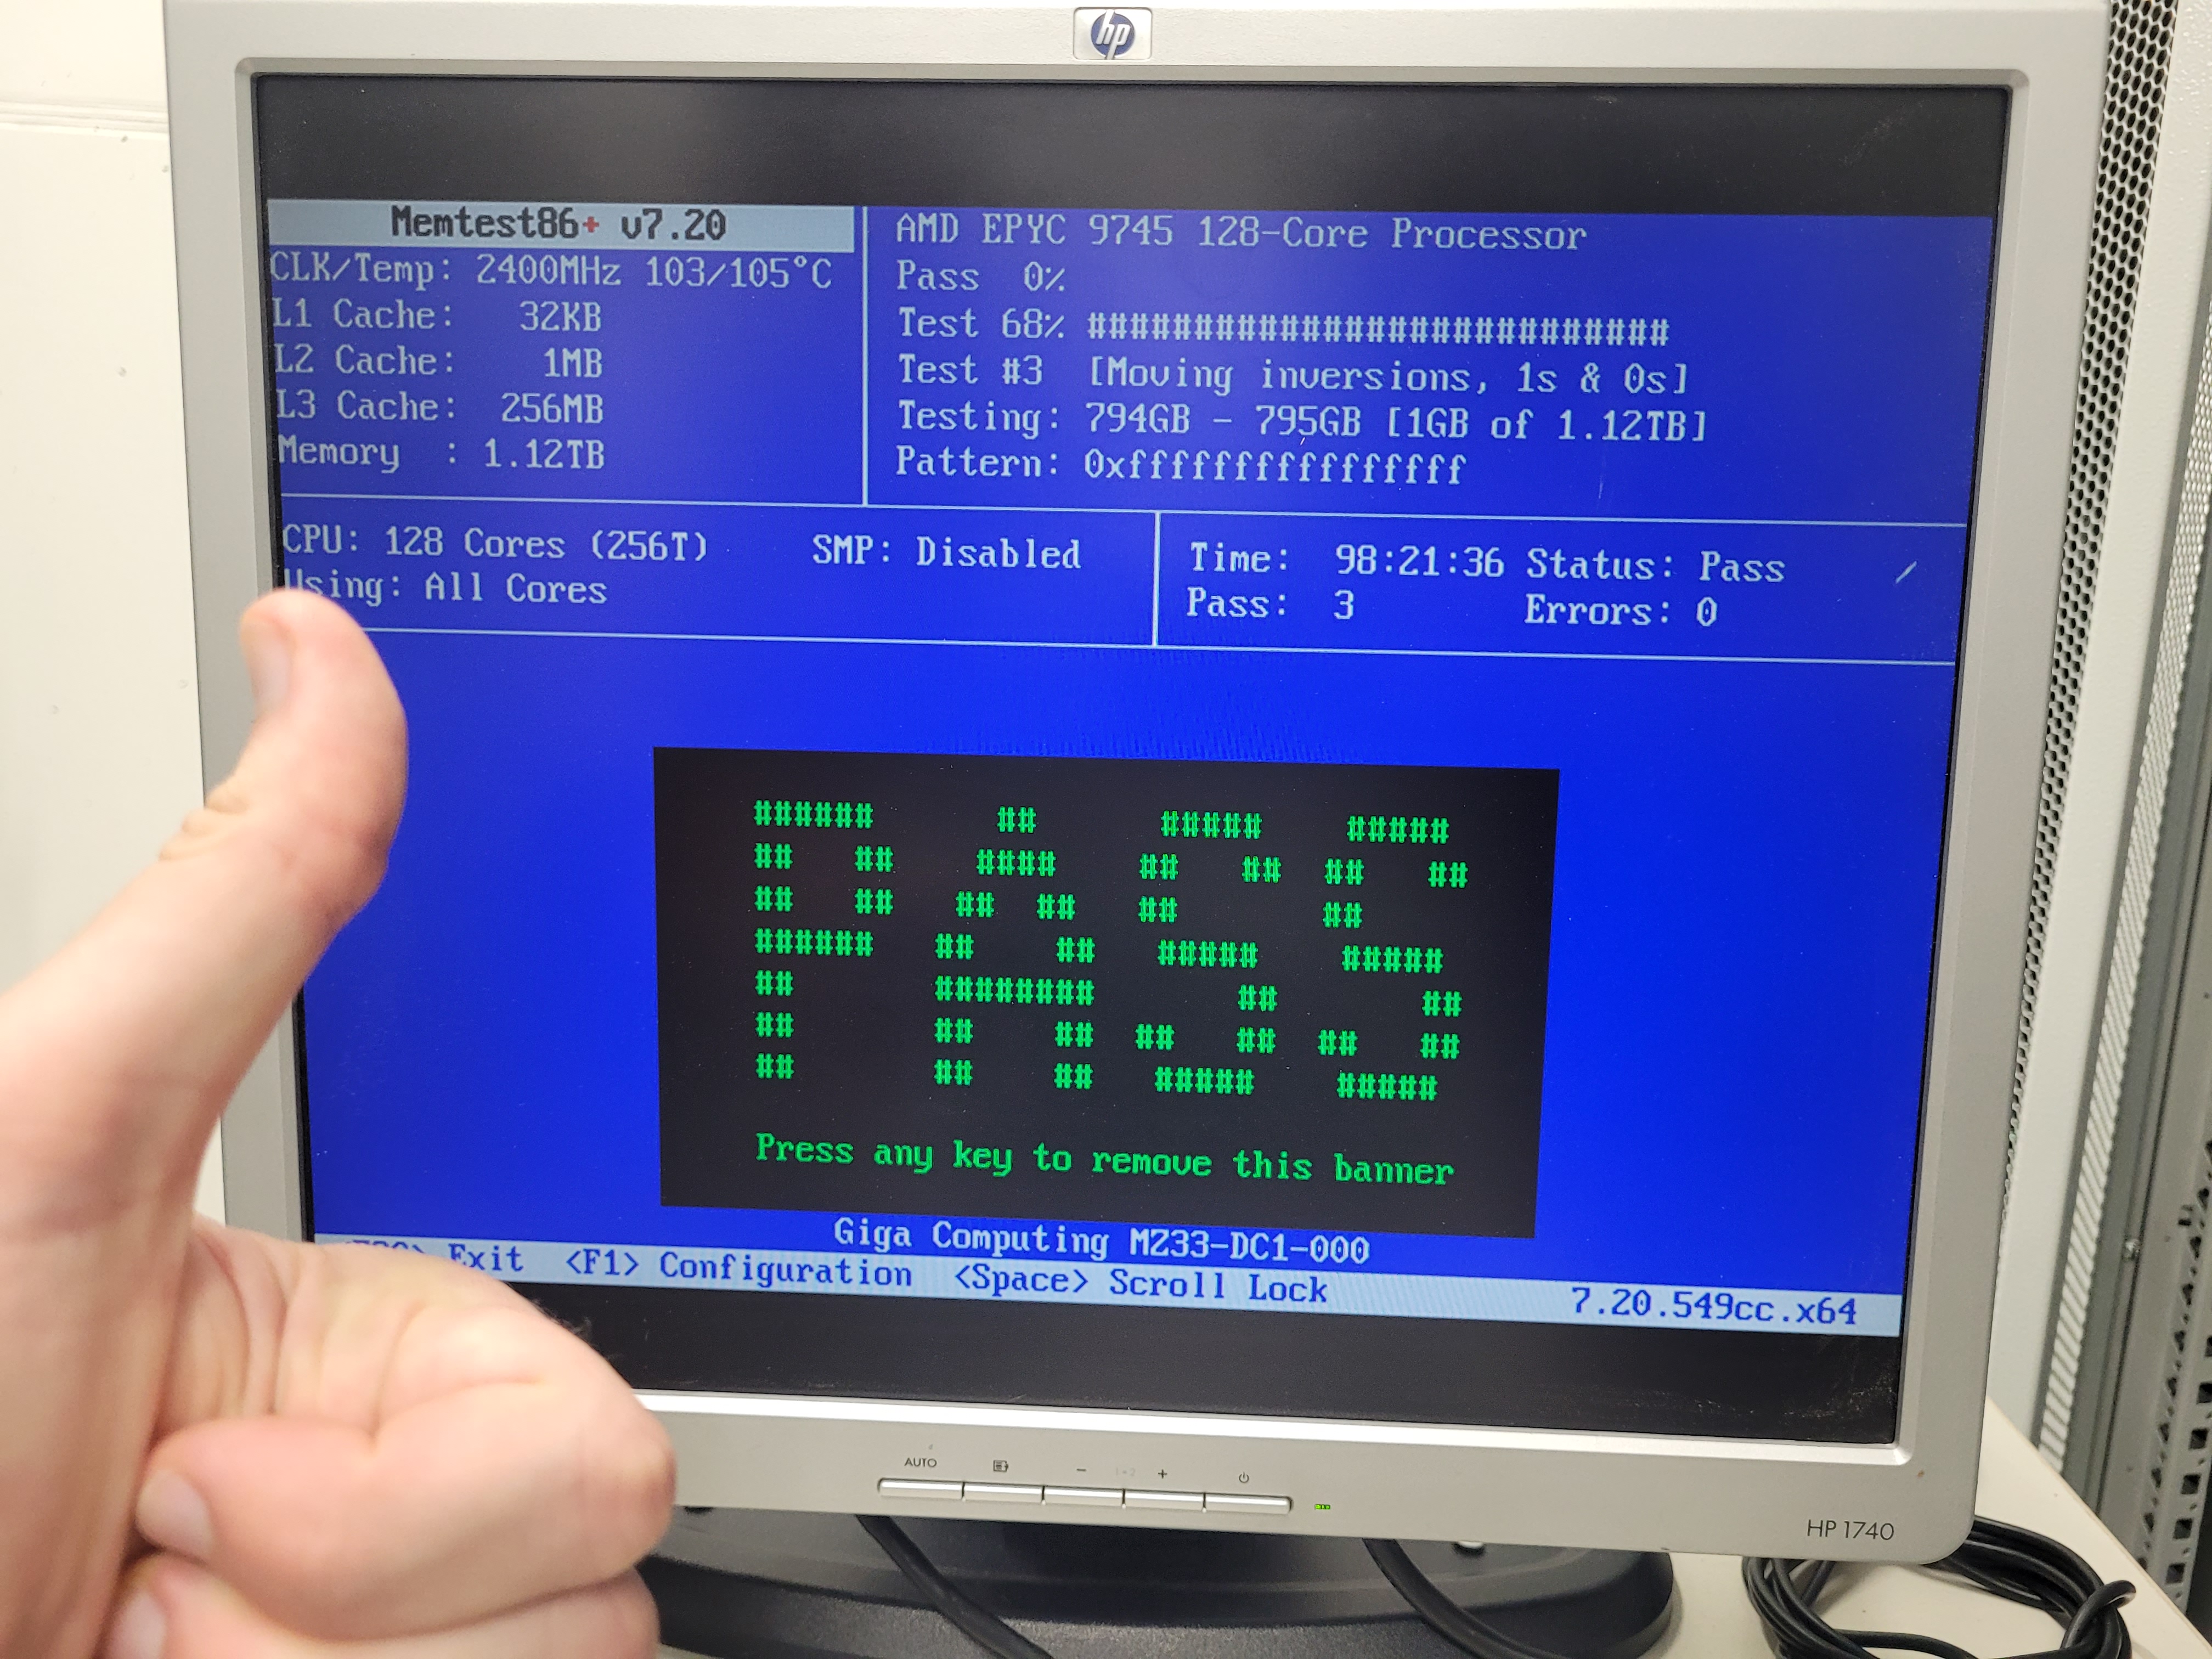 hp
Memtest86+ v7.20
CLK/Temp: 2400MHz 103/105°C
L1 Cache: 32KB
L2 Cache: 1MB
L3 Cache: 256MB
Memory : 1.12TB
AMD EPYC 9745 128-Core Processor
Pass 0%
Test 68% ###########################
Test #3 [Moving inversions, 1s & 0s]
Testing: 794GB - 795GB [1GB of 1.12TB]
Pattern: 0xffffffffffffffff
CPU: 128 Cores (256T) SMP: Disabled
Using: All Cores
Time: 98:21:36 Status: Pass /
Pass: 3 Errors: 0
PASS
Press any key to remove this banner
Giga Computing MZ33-DC1-000
Exit <F1> Configuration <Space> Scroll Lock 7.20.549cc.x64
AUTO - + 
HP 1740